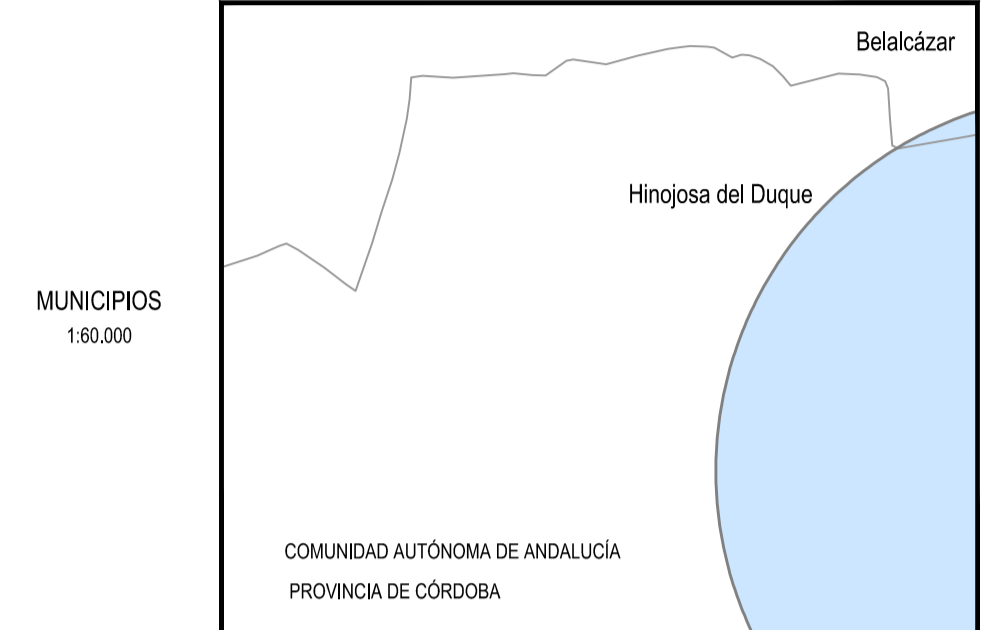 Belalcázar
Hinojosa del Duque
MUNICIPIOS
1:60.000
COMUNIDAD AUTÓNOMA DE ANDALUCÍA
PROVINCIA DE CÓRDOBA